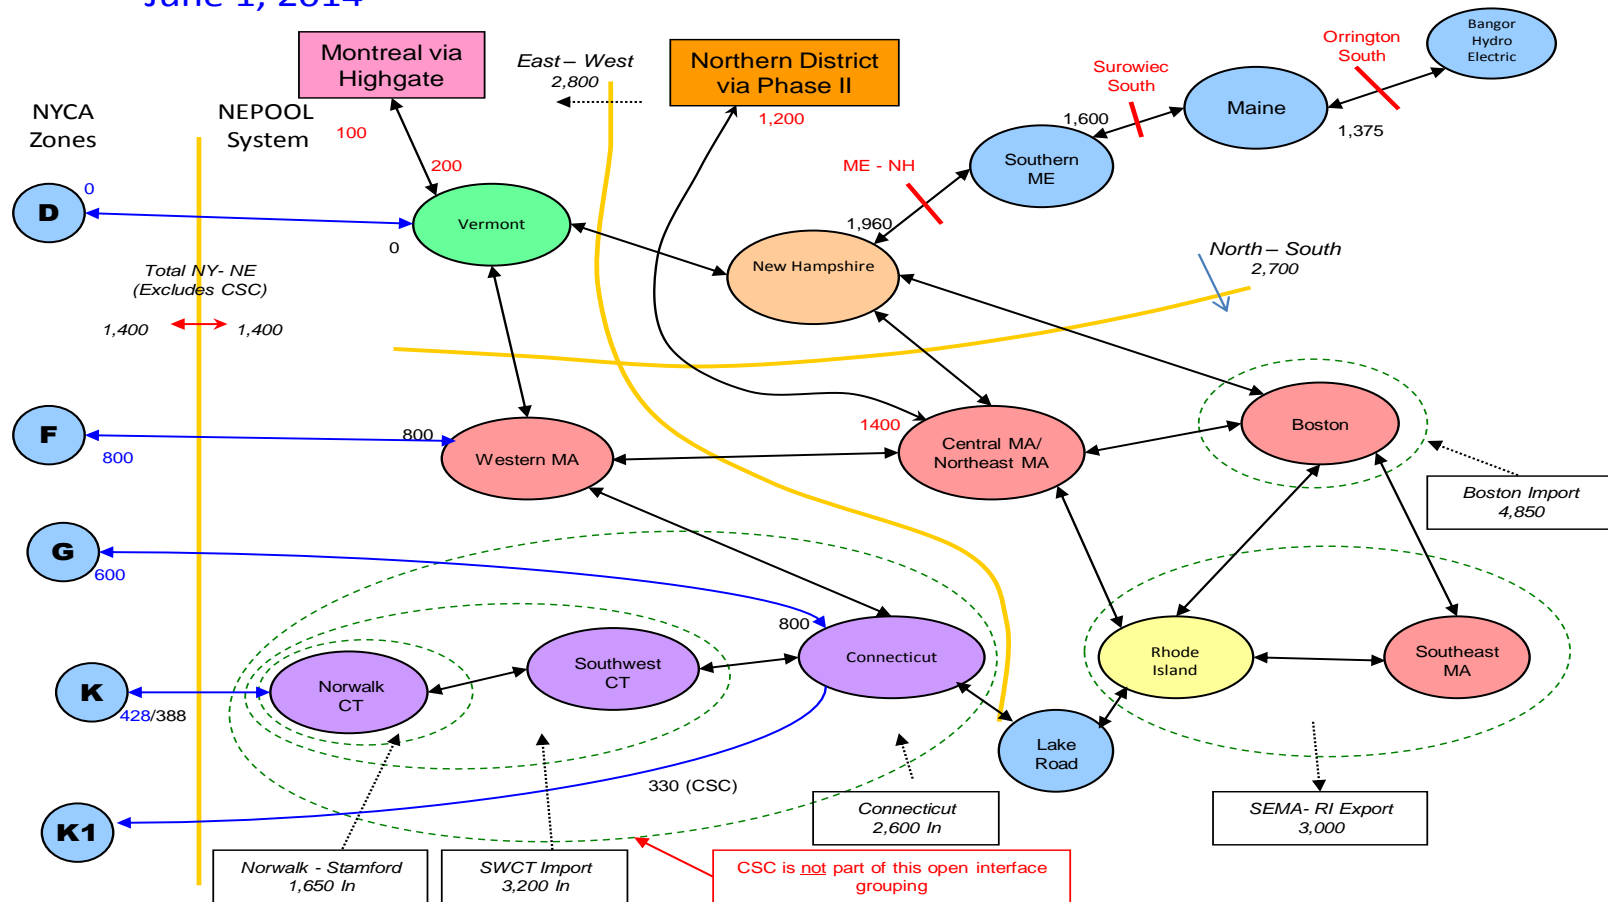 June 1, 2014
Montreal via
Highgate
East – West
2,800
Northern District
via Phase II
Orrington
South
Bangor
Hydro
Electric
Surowiec
South
Maine
NYCA
Zones
NEPOOL
System
100
1,200
1,600
1,375
200
ME - NH
Southern
ME
D
0
Vermont
0
1,960
New Hampshire
North – South
2,700
Total NY- NE
(Excludes CSC)
1,400
1,400
F
800
800
Western MA
1400
Central MA/
Northeast MA
Boston
Boston Import
4,850
G
600
800
Connecticut
Rhode
Island
Southeast
MA
K
428/388
Norwalk
CT
Southwest
CT
Lake
Road
330 (CSC)
K1
Connecticut
2,600 In
SEMA- RI Export
3,000
Norwalk - Stamford
1,650 In
SWCT Import
3,200 In
CSC is not part of this open interface
grouping